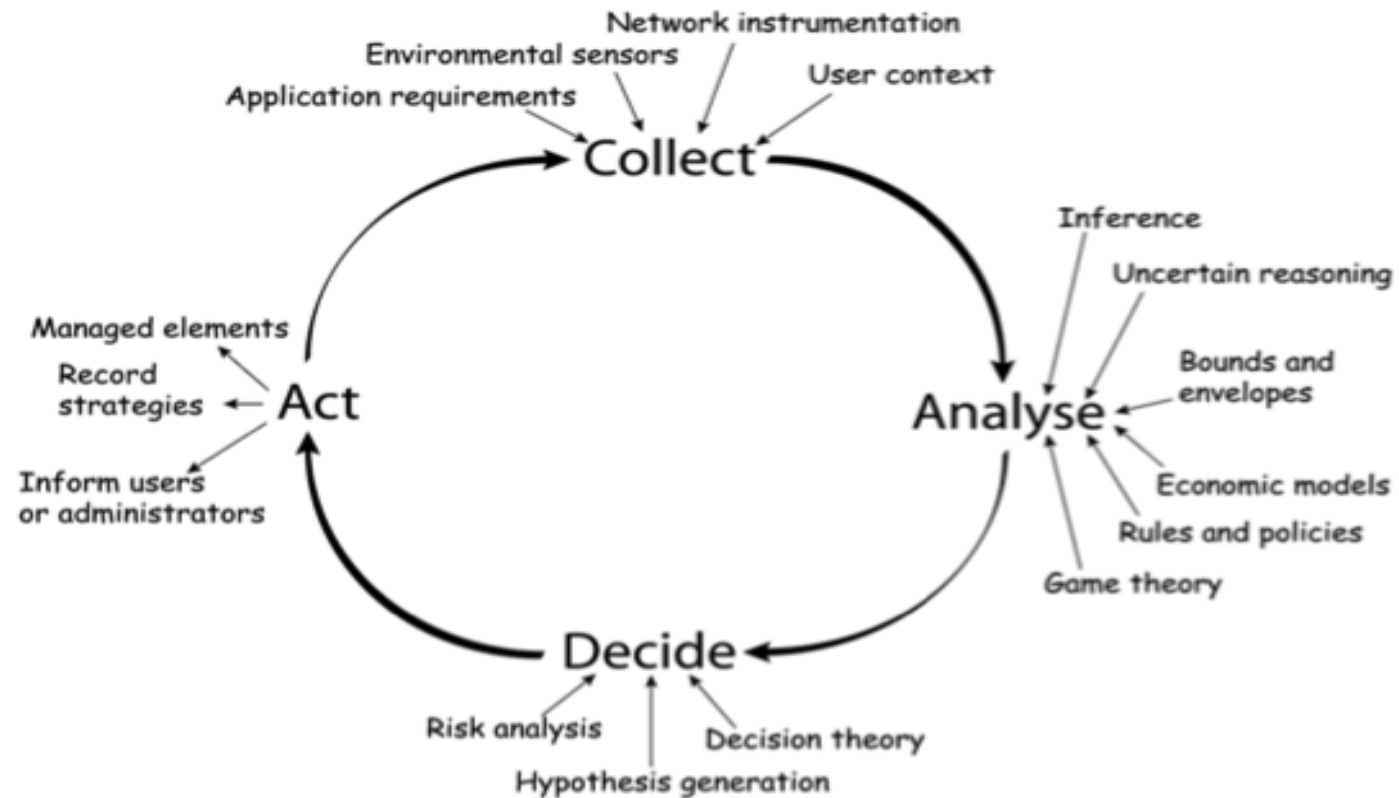 Network instrumentation
Environmental sensors
User context
Application requirements
Collect
Inference
Uncertain reasoning
Managed elements
Bounds and
envelopes
Record
strategies
Act
Analyse
Inform users
or administrators
Economic models
Rules and policies
Game theory
Decide
Risk analysis
Decision theory
Hypothesis generation